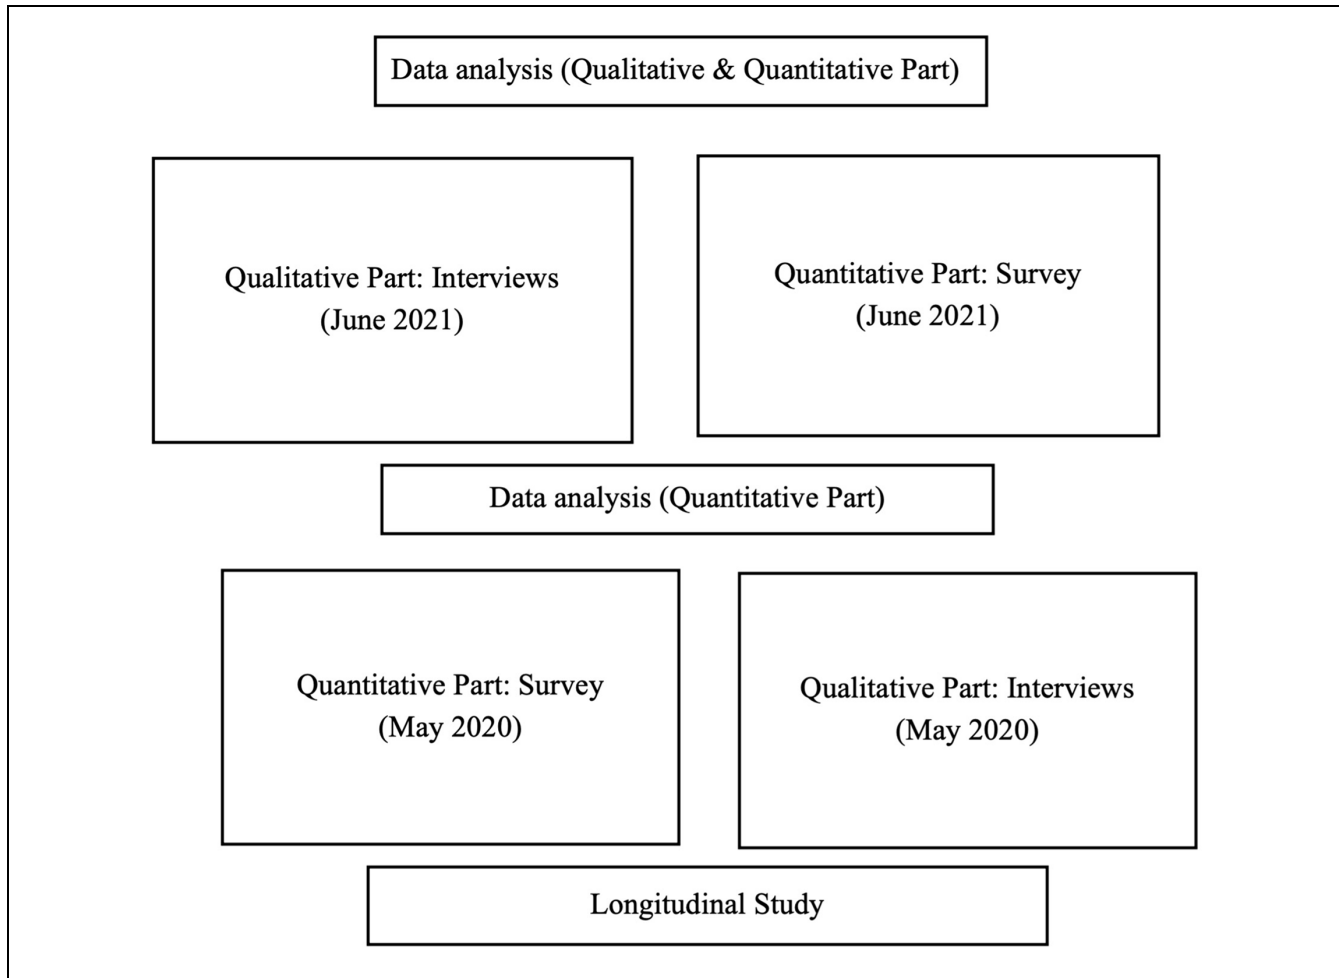 Data analysis (Qualitative & Quantitative Part)
Qualitative Part: Interviews
(June 2021)
Quantitative Part: Survey
(June 2021)
Data analysis (Quantitative Part)
Quantitative Part: Survey
(May 2020)
Qualitative Part: Interviews
(May 2020)
Longitudinal Study